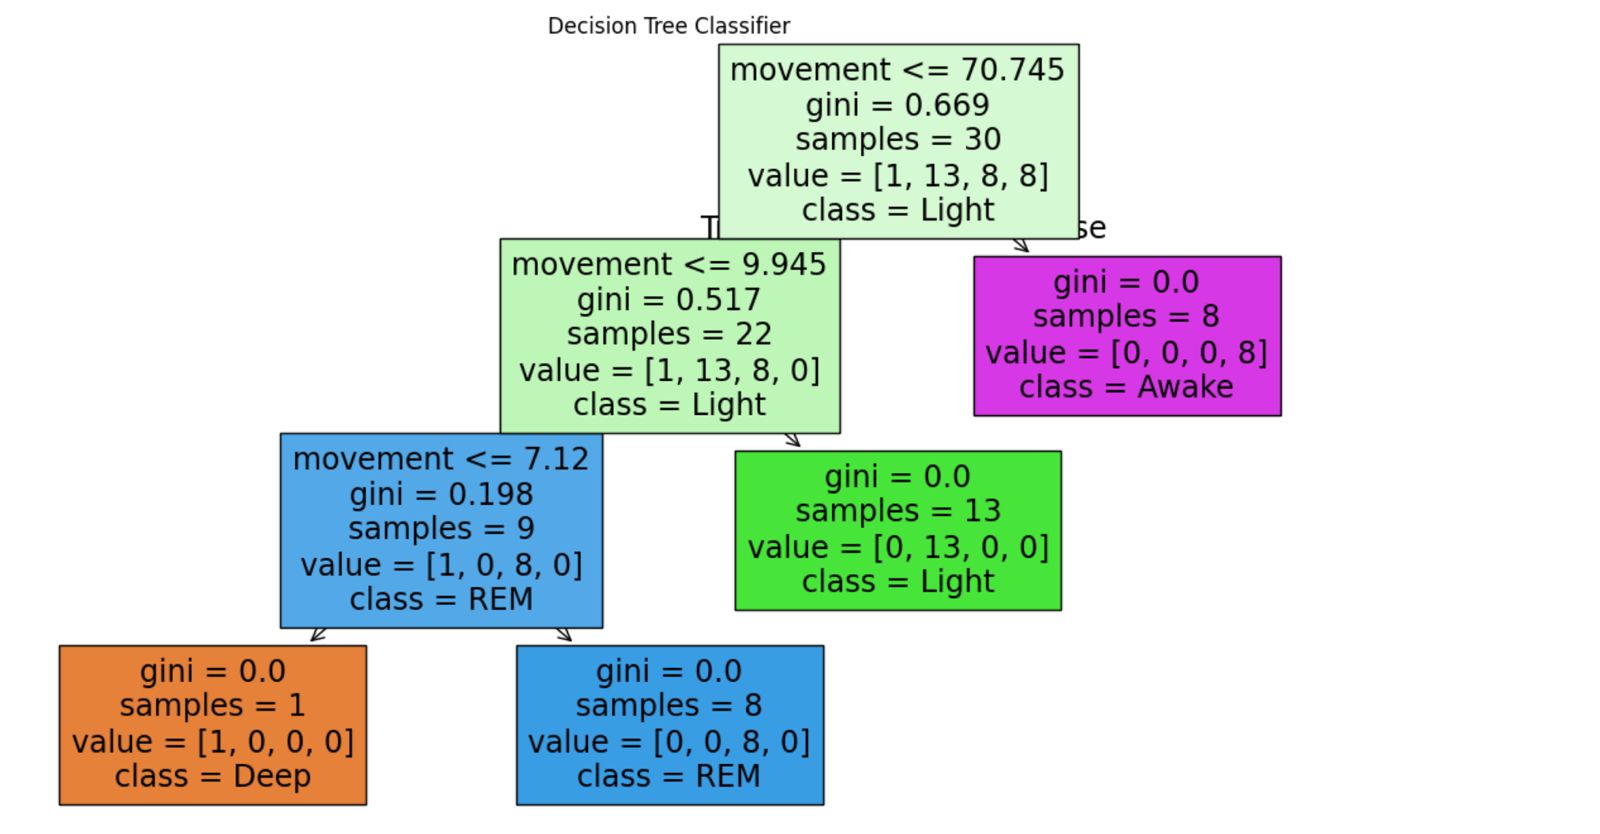 Decision Tree Classifier
movement <= 70.745
gini = 0.669
samples = 30
value = [1, 13, 8, 8]
class = Light
movement <= 9.945
gini = 0.517
samples = 22
value = [1, 13, 8, 0]
class = Light
gini = 0.0
samples = 8
value = [0, 0, 0, 8]
class = Awake
movement <= 7.12
gini = 0.198
samples = 9
value = [1, 0, 8, 0]
class = REM
gini = 0.0
samples = 13
value = [0, 13, 0, 0]
class = Light
gini = 0.0
samples = 1
value = [1, 0, 0, 0]
class = Deep
gini = 0.0
samples = 8
value = [0, 0, 8, 0]
class = REM